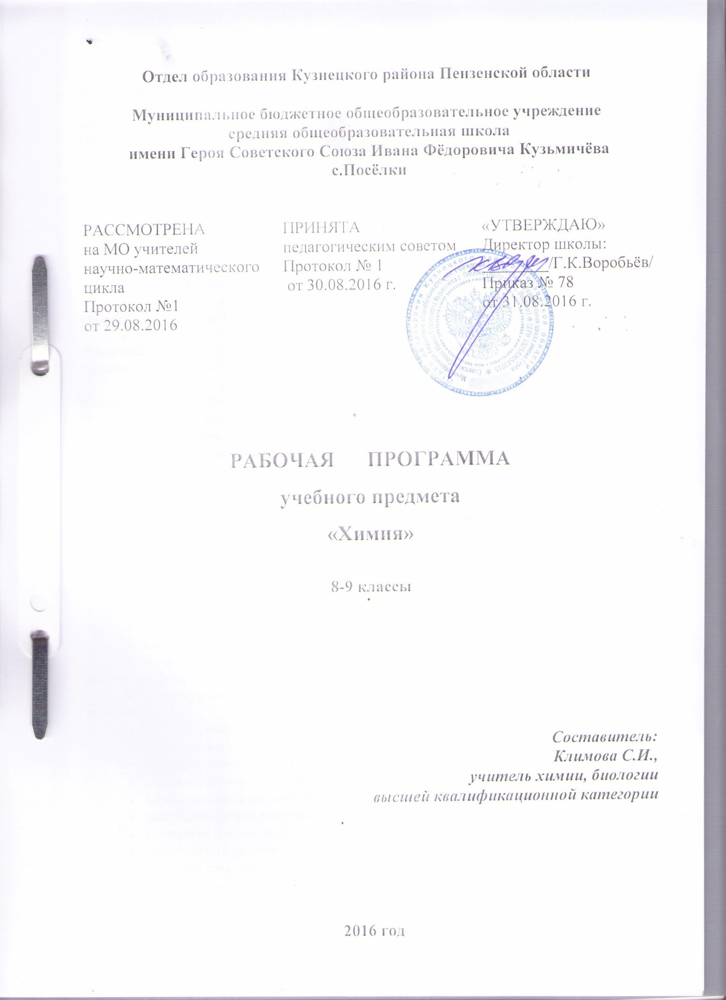 Отдел образования Кузнецкого района Пензенской области
Муниципальное бюджетное общеобразовательное учреждение
средняя общеобразовательная школа
имени Героя Советского Союза Ивана Фёдоровича Кузьмичёва
с.Посёлки
РАССМОТРЕНА
на МО учителей
научно-математического
цикла
Протокол №1
от 29.08.2016
ПРИНЯТА
педагогическим советом
Протокол № 1
от 30.08.2016 г.
«УТВЕРЖДАЮ»
Директор школы:
_________/Г.К.Воробьёв/
Приказ № 78
от 31.08.2016 г.
РАБОЧАЯ ПРОГРАММА
учебного предмета
«Химия»
8-9 классы
Составитель:
Климова С.И.,
учитель химии, биологии
высшей квалификационной категории
2016 год